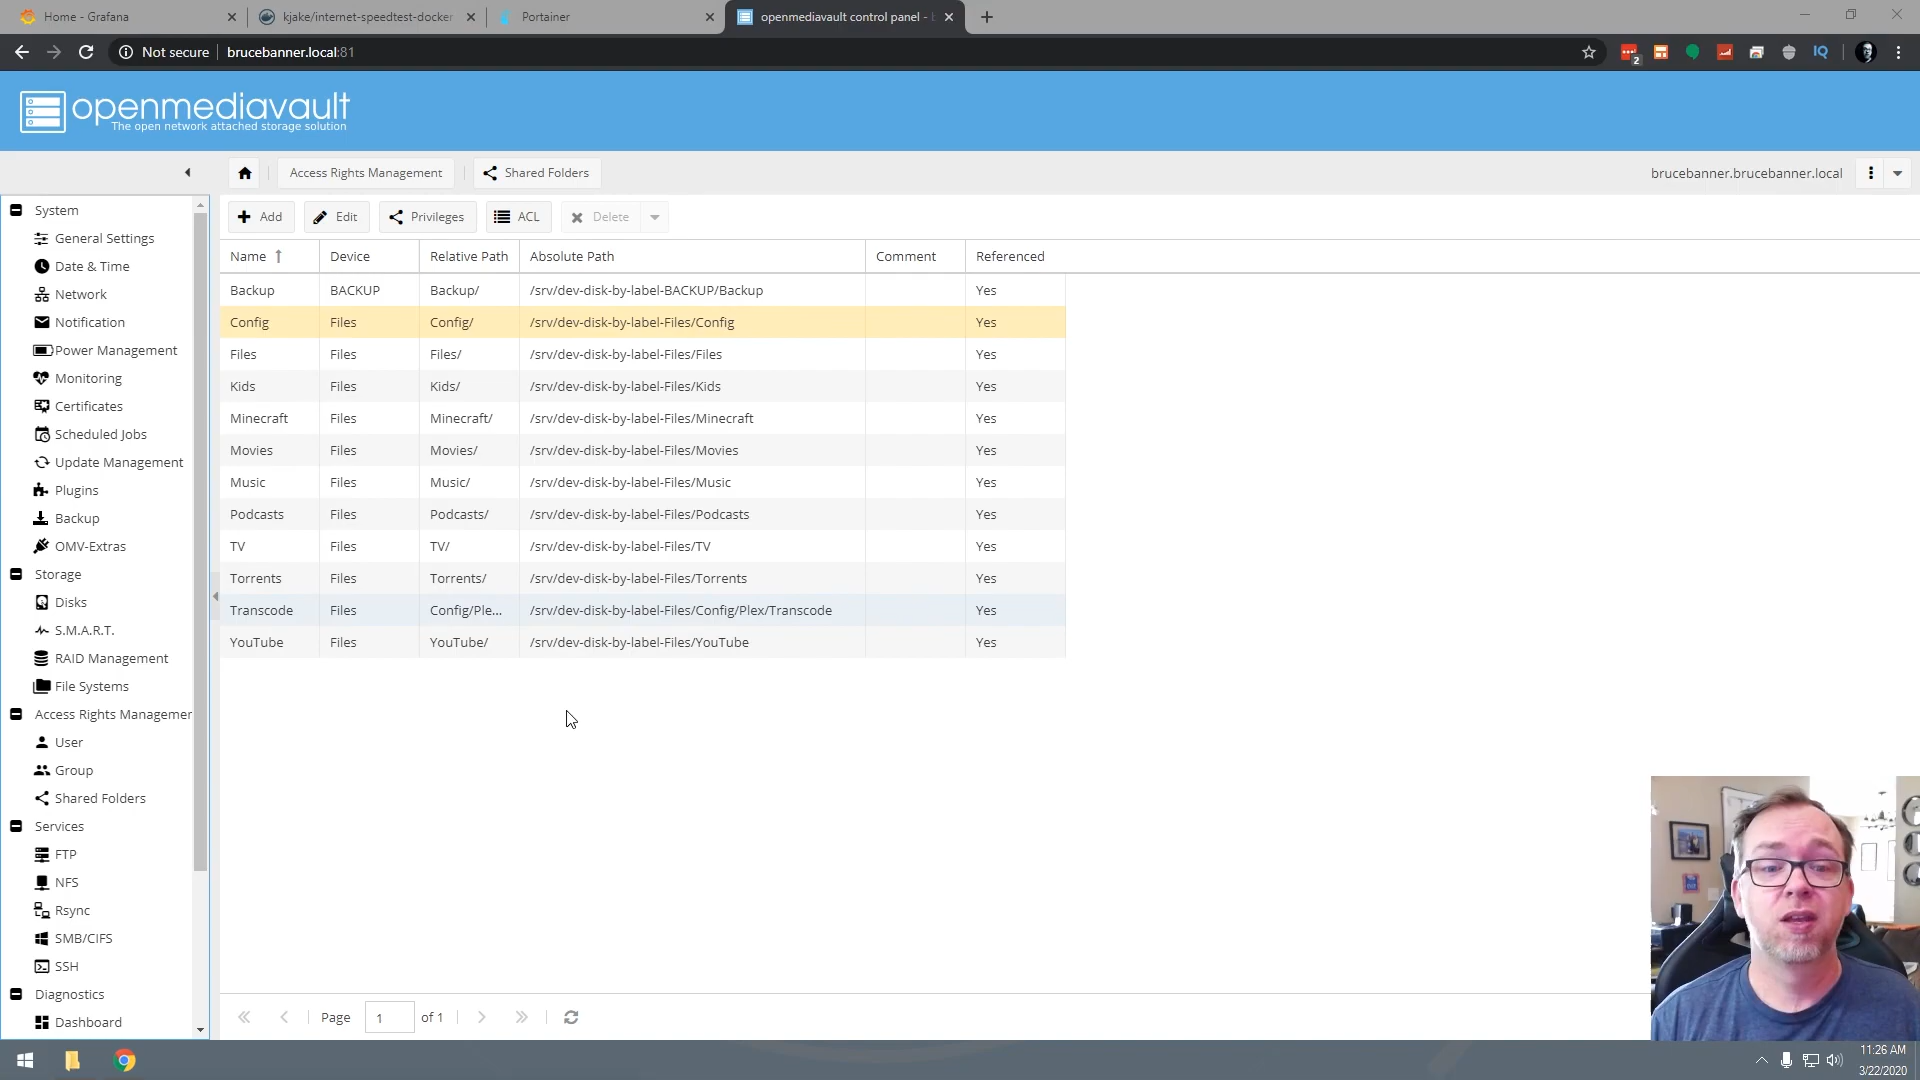 Home - Grafana
kjake/internet-speedtest-docker
Portainer
openmediavault control panel - b
Not secure
brucebanner.local:81
2
IQ
openmediavault
The open network attached storage solution
Access Rights Management
Shared Folders
brucebanner.brucebanner.local
System
General Settings
Date & Time
Network
Notification
Power Management
Monitoring
Certificates
Scheduled Jobs
Update Management
Plugins
Backup
OMV-Extras
Storage
Disks
S.M.A.R.T.
RAID Management
File Systems
Access Rights Managemen
User
Group
Shared Folders
Services
FTP
NFS
Rsync
SMB/CIFS
SSH
Diagnostics
Dashboard
Add Edit Privileges ACL Delete
Name Device Relative Path Absolute Path Comment Referenced
Backup BACKUP Backup/ /srv/dev-disk-by-label-BACKUP/Backup Yes
Config Files Config/ /srv/dev-disk-by-label-Files/Config Yes
Files Files Files/ /srv/dev-disk-by-label-Files/Files Yes
Kids Files Kids/ /srv/dev-disk-by-label-Files/Kids Yes
Minecraft Files Minecraft/ /srv/dev-disk-by-label-Files/Minecraft Yes
Movies Files Movies/ /srv/dev-disk-by-label-Files/Movies Yes
Music Files Music/ /srv/dev-disk-by-label-Files/Music Yes
Podcasts Files Podcasts/ /srv/dev-disk-by-label-Files/Podcasts Yes
TV Files TV/ /srv/dev-disk-by-label-Files/TV Yes
Torrents Files Torrents/ /srv/dev-disk-by-label-Files/Torrents Yes
Transcode Files Config/Ple... /srv/dev-disk-by-label-Files/Config/Plex/Transcode Yes
YouTube Files YouTube/ /srv/dev-disk-by-label-Files/YouTube Yes
Page 1 of 1
11:26 AM
3/22/2020